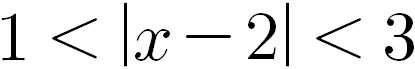 1 < |x − 2| < 3